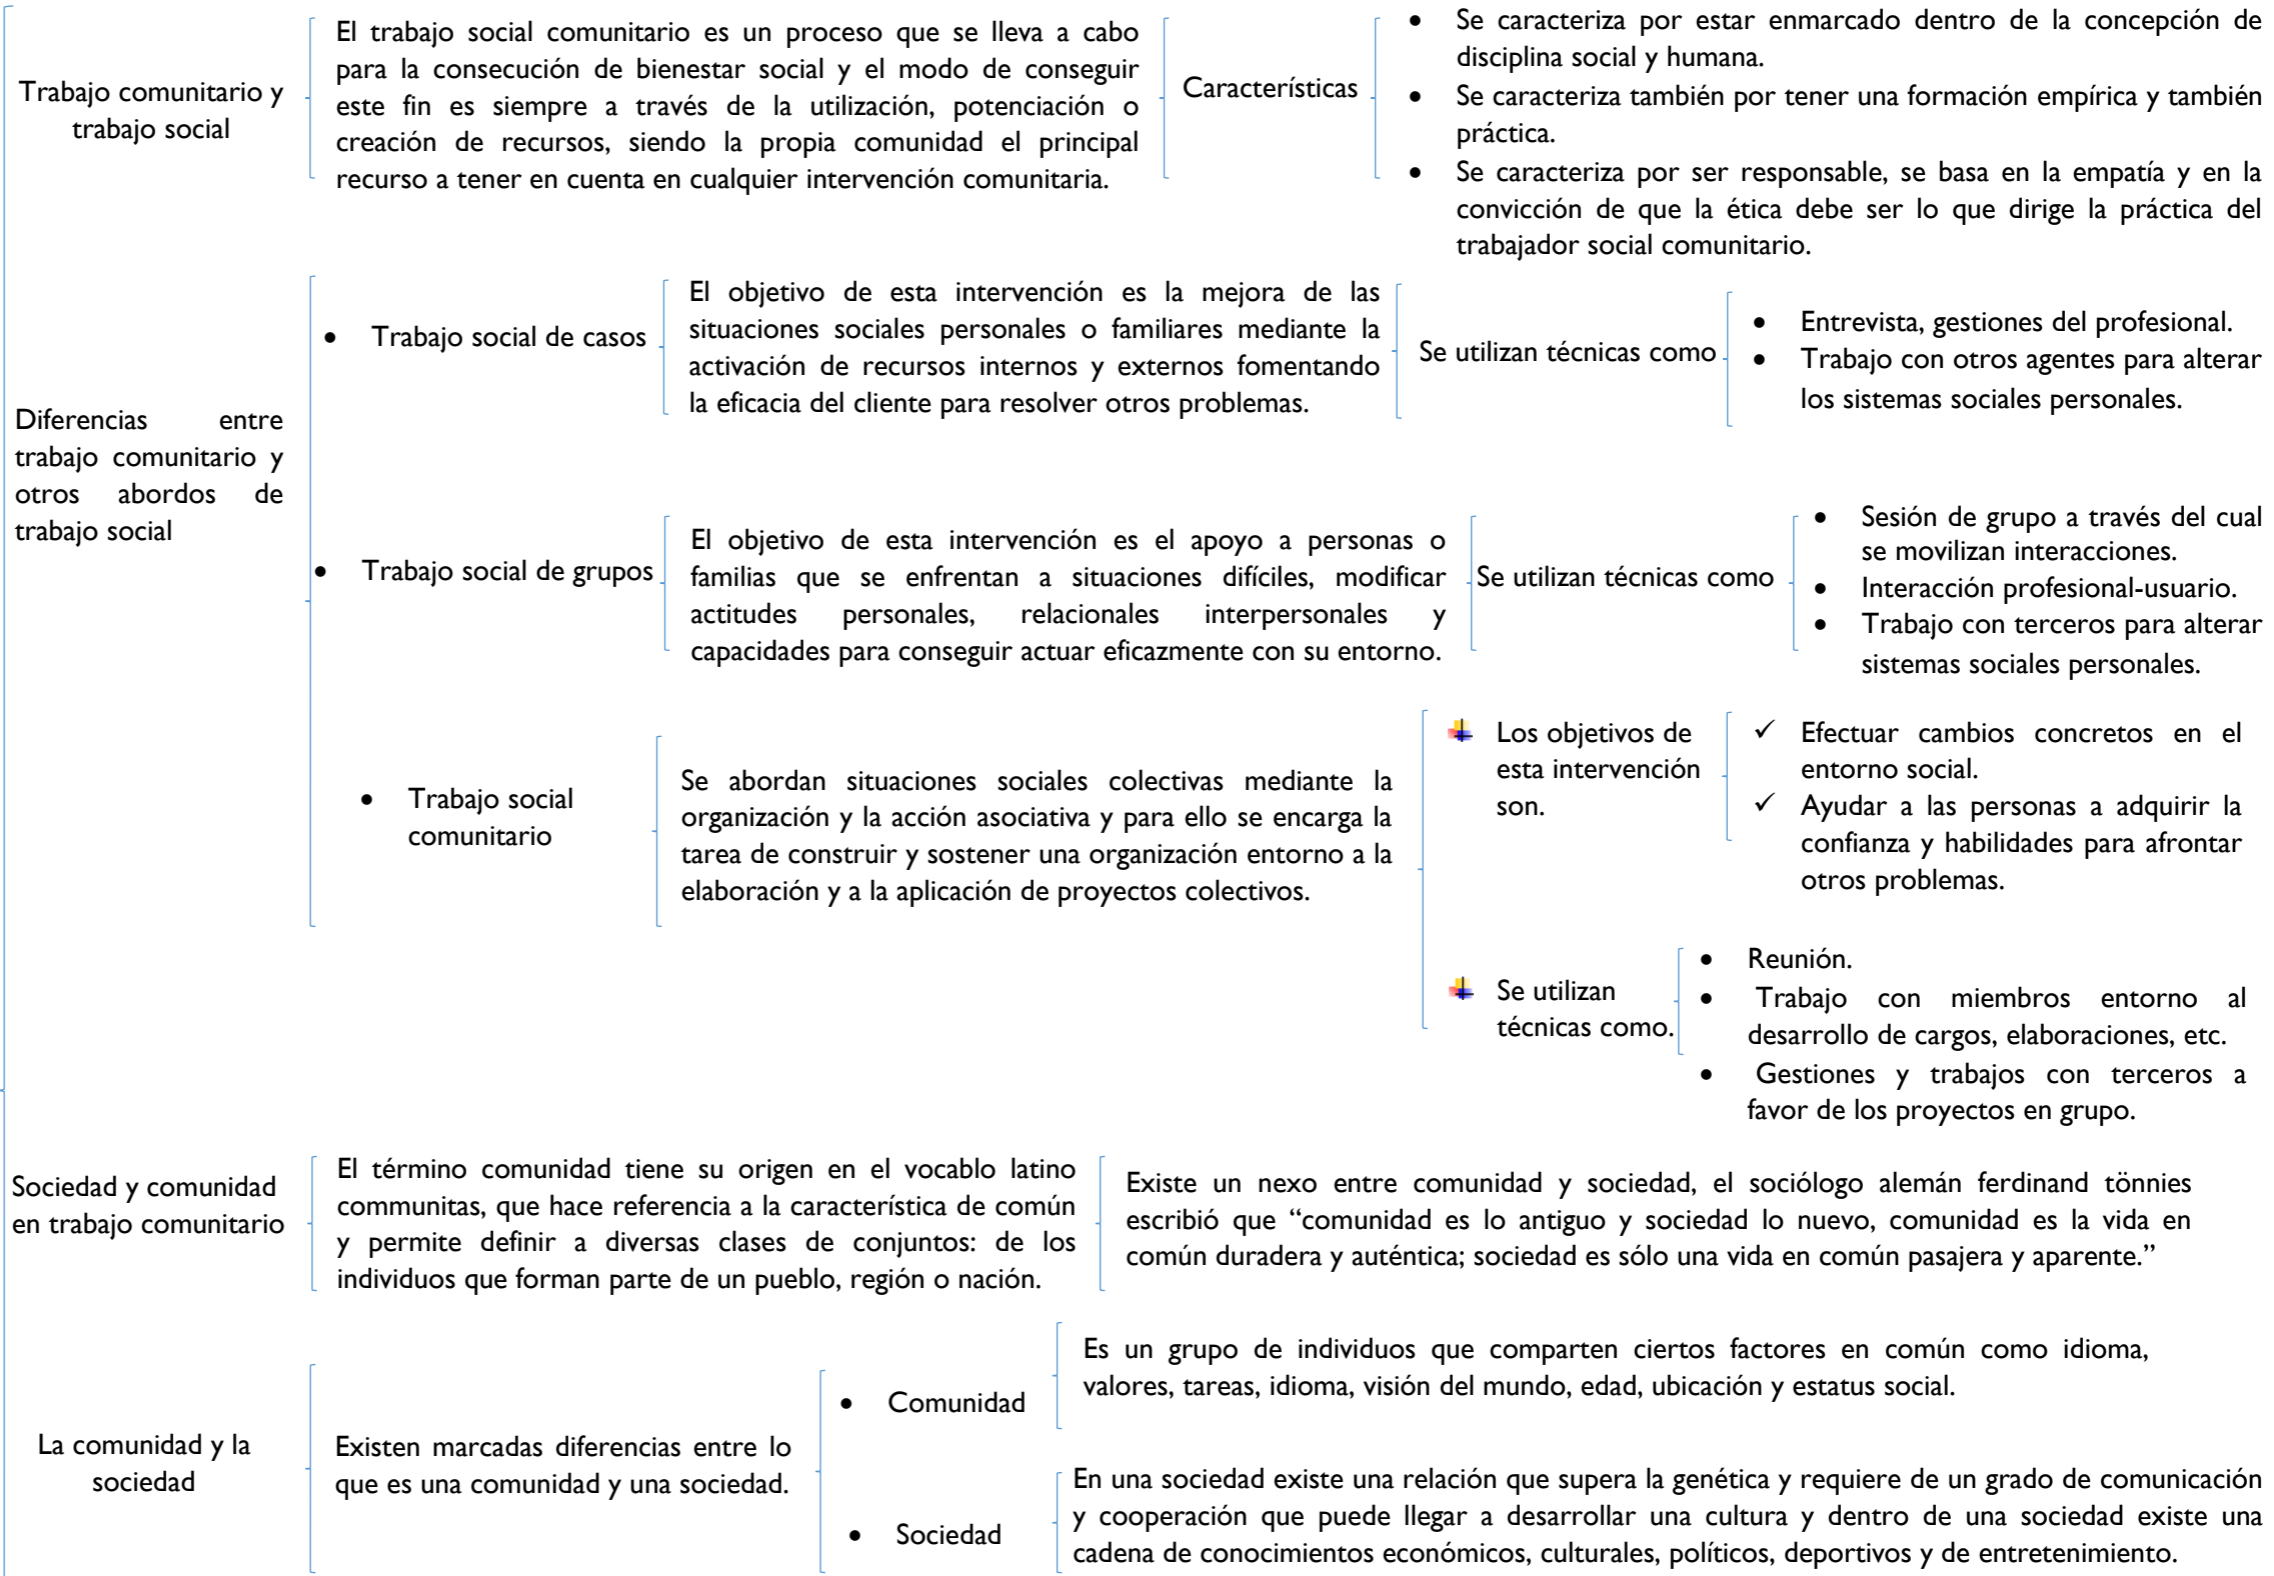 Trabajo comunitario y
trabajo social
El trabajo social comunitario es un proceso que se lleva a cabo
para la consecución de bienestar social y el modo de conseguir
este fin es siempre a través de la utilización, potenciación o
creación de recursos, siendo la propia comunidad el principal
recurso a tener en cuenta en cualquier intervención comunitaria.
Características
• Se caracteriza por estar enmarcado dentro de la concepción de
disciplina social y humana.
• Se caracteriza también por tener una formación empírica y también
práctica.
• Se caracteriza por ser responsable, se basa en la empatía y en la
convicción de que la ética debe ser lo que dirige la práctica del
trabajador social comunitario.
Diferencias entre
trabajo comunitario y
otros abordos de
trabajo social
• Trabajo social de casos
El objetivo de esta intervención es la mejora de las
situaciones sociales personales o familiares mediante la
activación de recursos internos y externos fomentando
la eficacia del cliente para resolver otros problemas.
Se utilizan técnicas como
• Entrevista, gestiones del profesional.
• Trabajo con otros agentes para alterar
los sistemas sociales personales.
• Trabajo social de grupos
El objetivo de esta intervención es el apoyo a personas o
familias que se enfrentan a situaciones difíciles, modificar
actitudes personales, relacionales interpersonales y
capacidades para conseguir actuar eficazmente con su entorno.
Se utilizan técnicas como
• Sesión de grupo a través del cual
se movilizan interacciones.
• Interacción profesional-usuario.
• Trabajo con terceros para alterar
sistemas sociales personales.
• Trabajo social
comunitario
Se abordan situaciones sociales colectivas mediante la
organización y la acción asociativa y para ello se encarga la
tarea de construir y sostener una organización entorno a la
elaboración y a la aplicación de proyectos colectivos.
Los objetivos de
esta intervención
son.
✓ Efectuar cambios concretos en el
entorno social.
✓ Ayudar a las personas a adquirir la
confianza y habilidades para afrontar
otros problemas.
Se utilizan
técnicas como.
• Reunión.
• Trabajo con miembros entorno al
desarrollo de cargos, elaboraciones, etc.
• Gestiones y trabajos con terceros a
favor de los proyectos en grupo.
Sociedad y comunidad
en trabajo comunitario
El término comunidad tiene su origen en el vocablo latino
communitas, que hace referencia a la característica de común
y permite definir a diversas clases de conjuntos: de los
individuos que forman parte de un pueblo, región o nación.
Existe un nexo entre comunidad y sociedad, el sociólogo alemán ferdinand tönnies
escribió que “comunidad es lo antiguo y sociedad lo nuevo, comunidad es la vida en
común duradera y auténtica; sociedad es sólo una vida en común pasajera y aparente.”
La comunidad y la
sociedad
Existen marcadas diferencias entre lo
que es una comunidad y una sociedad.
• Comunidad
Es un grupo de individuos que comparten ciertos factores en común como idioma,
valores, tareas, idioma, visión del mundo, edad, ubicación y estatus social.
• Sociedad
En una sociedad existe una relación que supera la genética y requiere de un grado de comunicación
y cooperación que puede llegar a desarrollar una cultura y dentro de una sociedad existe una
cadena de conocimientos económicos, culturales, políticos, deportivos y de entretenimiento.